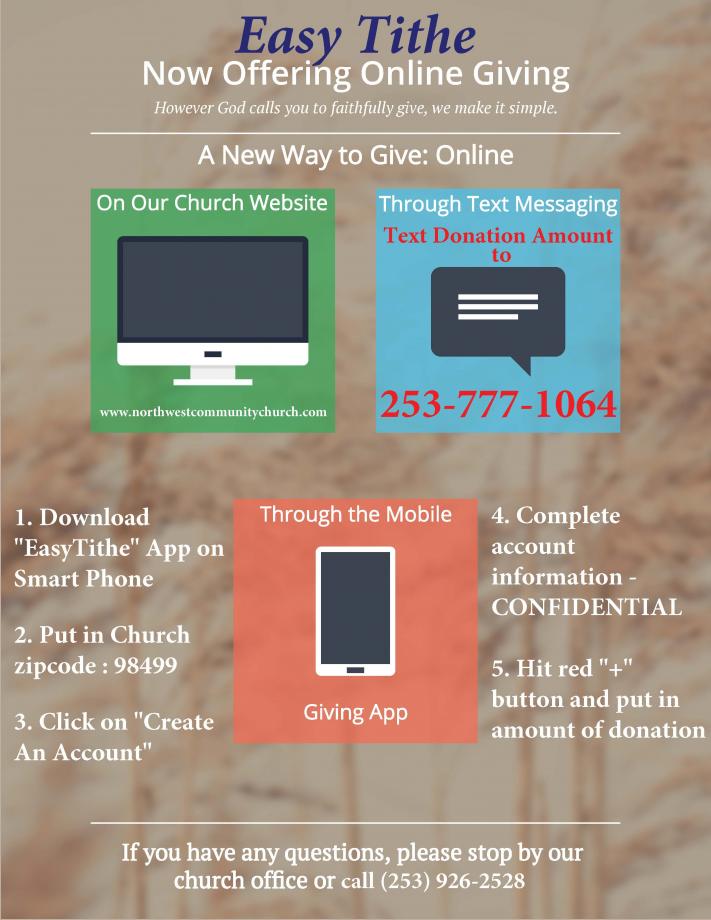 Easy Tithe
Now Offering Online Giving
However God calls you to faithfully give, we make it simple.
A New Way to Give: Online
On Our Church Website
www.northwestcommunitychurch.com
Through Text Messaging
Text Donation Amount
to
253-777-1064
1. Download
"EasyTithe" App on
Smart Phone
2. Put in Church
zipcode : 98499
3. Click on "Create
An Account"
Through the Mobile
Giving App
4. Complete
account
information -
CONFIDENTIAL
5. Hit red "+"
button and put in
amount of donation
If you have any questions, please stop by our
church office or call (253) 926-2528